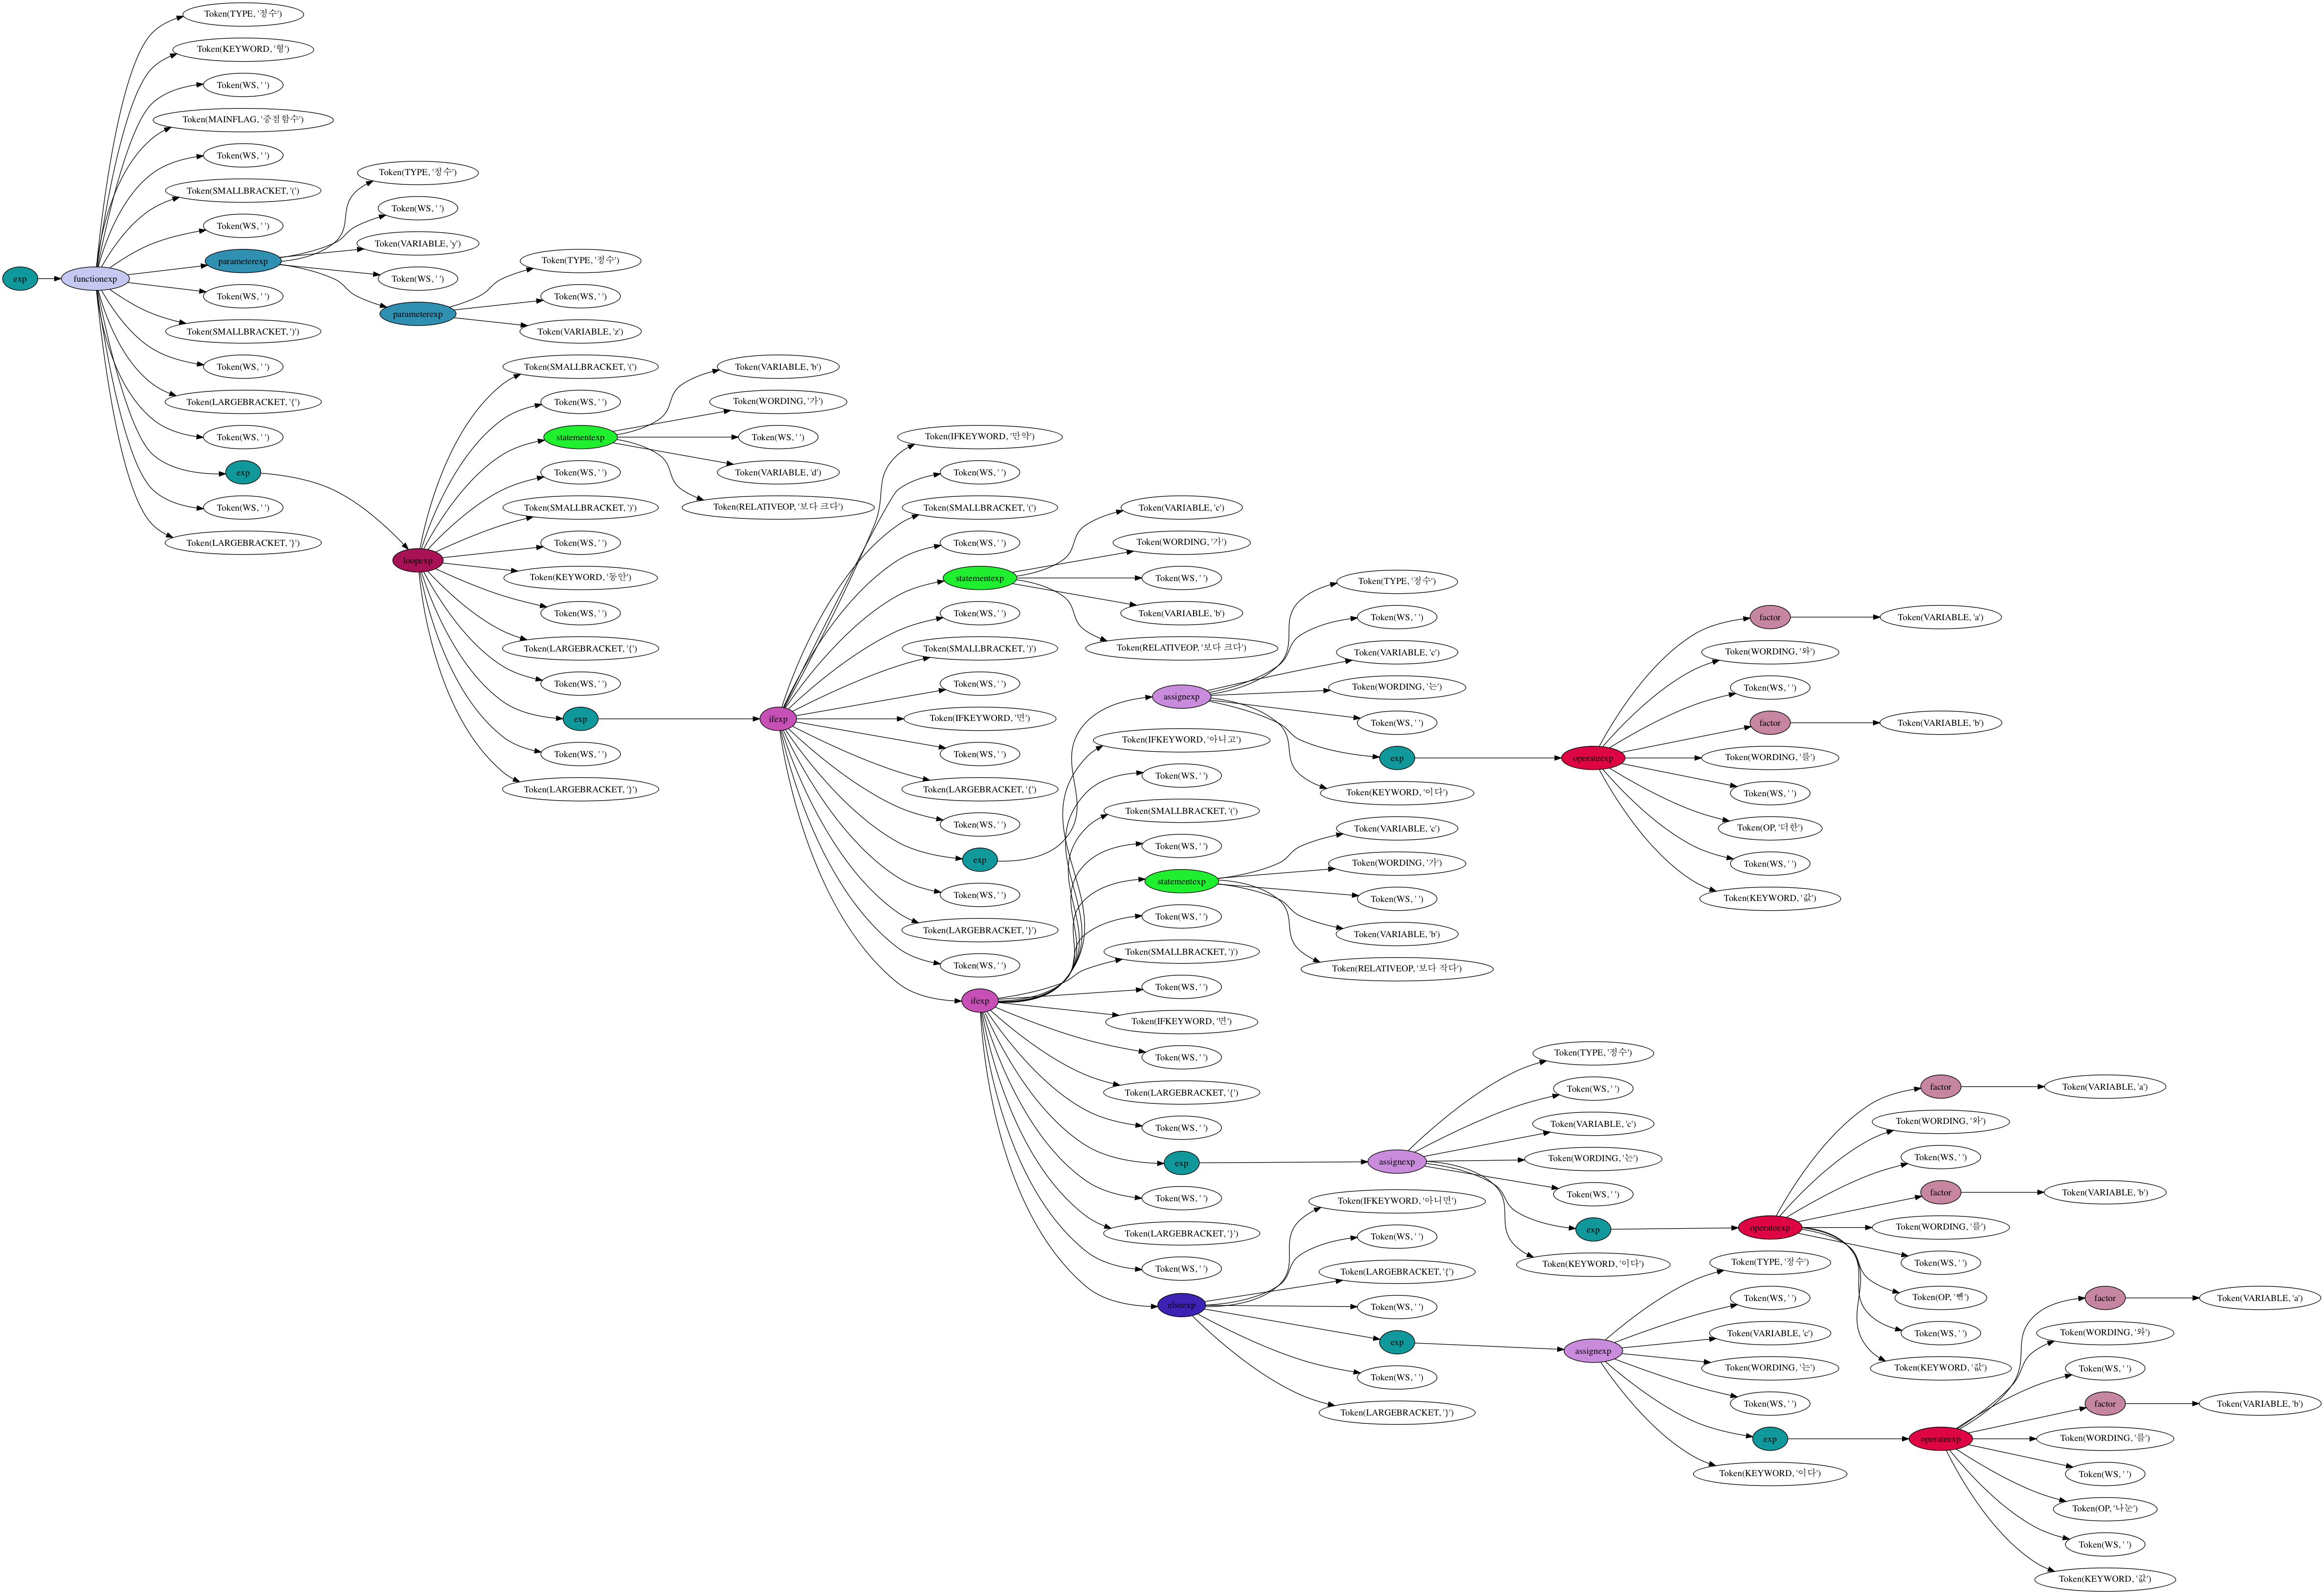 exp
functionexp
Token(TYPE, '정수')
Token(KEYWORD, '형')
Token(WS, ' ')
Token(MAINFLAG, '중점함수')
Token(WS, ' ')
Token(SMALLBRACKET, '(')
Token(WS, ' ')
parameterexp
Token(WS, ' ')
Token(SMALLBRACKET, ')')
Token(WS, ' ')
Token(LARGEBRACKET, '{')
Token(WS, ' ')
exp
Token(WS, ' ')
Token(LARGEBRACKET, '}')
Token(TYPE, '정수')
Token(WS, ' ')
Token(VARIABLE, 'y')
Token(WS, ' ')
parameterexp
loopexp
Token(TYPE, '정수')
Token(WS, ' ')
Token(VARIABLE, 'z')
Token(SMALLBRACKET, '(')
Token(WS, ' ')
statementexp
Token(WS, ' ')
Token(SMALLBRACKET, ')')
Token(WS, ' ')
Token(KEYWORD, '동안')
Token(WS, ' ')
Token(LARGEBRACKET, '{')
Token(WS, ' ')
exp
Token(WS, ' ')
Token(LARGEBRACKET, '}')
Token(VARIABLE, 'b')
Token(WORDING, '가')
Token(WS, ' ')
Token(VARIABLE, 'd')
Token(RELATIVEOP, '보다 크다')
ifexp
Token(IFKEYWORD, '만약')
Token(WS, ' ')
Token(SMALLBRACKET, '(')
Token(WS, ' ')
statementexp
Token(WS, ' ')
Token(SMALLBRACKET, ')')
Token(WS, ' ')
Token(IFKEYWORD, '면')
Token(WS, ' ')
Token(LARGEBRACKET, '{')
Token(WS, ' ')
exp
Token(WS, ' ')
Token(LARGEBRACKET, '}')
Token(WS, ' ')
ifexp
Token(VARIABLE, 'c')
Token(WORDING, '가')
Token(WS, ' ')
Token(VARIABLE, 'b')
Token(RELATIVEOP, '보다 크다')
assignexp
Token(IFKEYWORD, '아니고')
Token(WS, ' ')
Token(SMALLBRACKET, '(')
Token(WS, ' ')
statementexp
Token(WS, ' ')
Token(SMALLBRACKET, ')')
Token(WS, ' ')
Token(IFKEYWORD, '면')
Token(WS, ' ')
Token(LARGEBRACKET, '{')
Token(WS, ' ')
exp
Token(WS, ' ')
Token(LARGEBRACKET, '}')
Token(WS, ' ')
elseexp
Token(TYPE, '정수')
Token(WS, ' ')
Token(VARIABLE, 'c')
Token(WORDING, '는')
Token(WS, ' ')
exp
Token(KEYWORD, '이다')
Token(VARIABLE, 'c')
Token(WORDING, '가')
Token(WS, ' ')
Token(VARIABLE, 'b')
Token(RELATIVEOP, '보다 작다')
assignexp
Token(IFKEYWORD, '아니면')
Token(WS, ' ')
Token(LARGEBRACKET, '{')
Token(WS, ' ')
exp
Token(WS, ' ')
Token(LARGEBRACKET, '}')
operateexp
Token(TYPE, '정수')
Token(WS, ' ')
Token(VARIABLE, 'c')
Token(WORDING, '는')
Token(WS, ' ')
exp
Token(KEYWORD, '이다')
assignexp
factor
Token(WORDING, '와')
Token(WS, ' ')
factor
Token(WORDING, '를')
Token(WS, ' ')
Token(OP, '더한')
Token(WS, ' ')
Token(KEYWORD, '값')
operateexp
Token(TYPE, '정수')
Token(WS, ' ')
Token(VARIABLE, 'c')
Token(WORDING, '는')
Token(WS, ' ')
exp
Token(KEYWORD, '이다')
Token(VARIABLE, 'a')
Token(VARIABLE, 'b')
factor
Token(WORDING, '와')
Token(WS, ' ')
factor
Token(WORDING, '를')
Token(WS, ' ')
Token(OP, '뺀')
Token(WS, ' ')
Token(KEYWORD, '값')
operateexp
Token(VARIABLE, 'a')
Token(VARIABLE, 'b')
factor
Token(WORDING, '와')
Token(WS, ' ')
factor
Token(WORDING, '를')
Token(WS, ' ')
Token(OP, '나눈')
Token(WS, ' ')
Token(KEYWORD, '값')
Token(VARIABLE, 'a')
Token(VARIABLE, 'b')